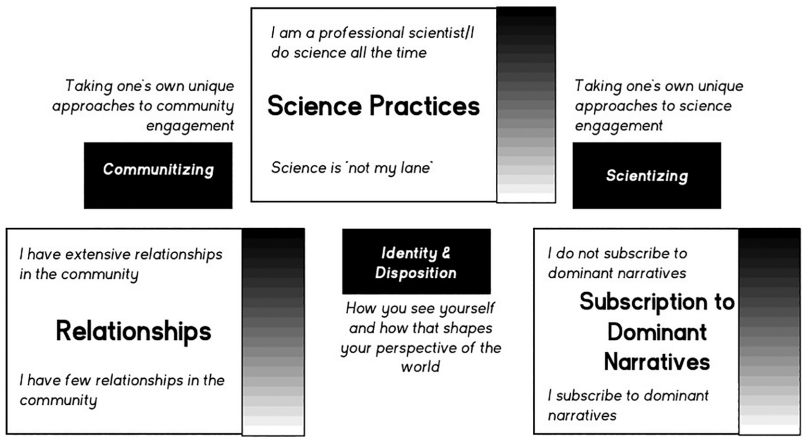 I am a professional scientist/I
do science all the time
Science Practices
Science is 'not my lane'
Taking one's own unique
approaches to community
engagement
Communitizing
Taking one's own unique
approaches to science
engagement
Scientizing
I have extensive relationships
in the community
Relationships
I have few relationships in the
community
Identity &
Disposition
How you see yourself
and how that shapes
your perspective of the
world
I do not subscribe to
dominant narratives
Subscription to
Dominant
Narratives
I subscribe to dominant
narratives